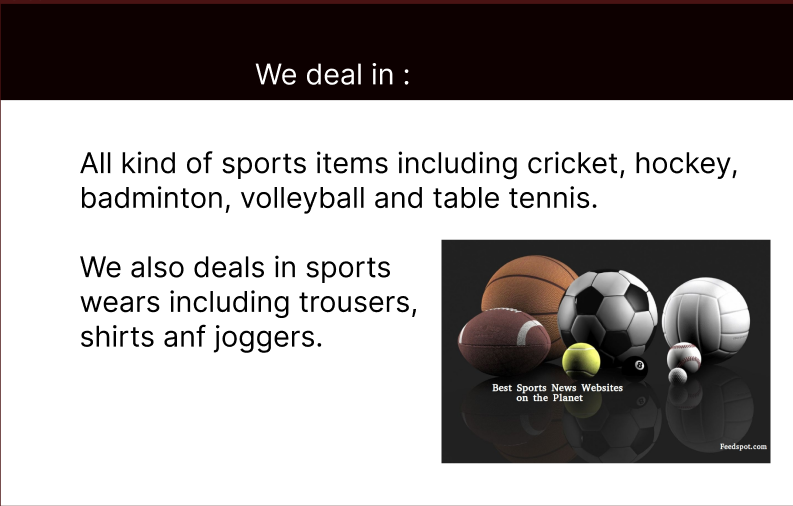 We deal in :
All kind of sports items including cricket, hockey,
badminton, volleyball and table tennis.
We also deals in sports
wears including trousers,
shirts anf joggers.
Best Sports News Websites
on the Planet
Feedspot.com